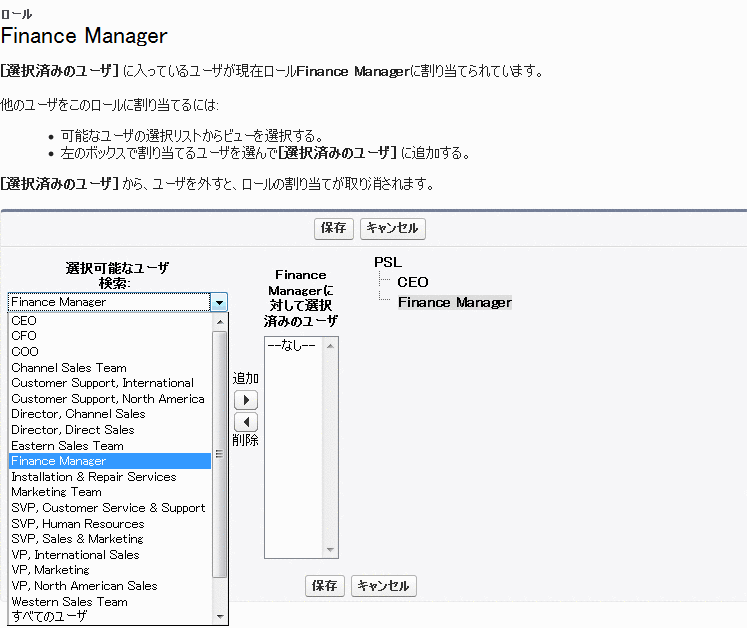 ロール
Finance Manager
[選択済みのユーザ] に入っているユーザが現在ロールFinance Managerに割り当てられています。
他のユーザをこのロールに割り当てるには:
• 可能なユーザの選択リストからビューを選択する。
• 左のボックスで割り当てるユーザを選んで[選択済みのユーザ] に追加する。
[選択済みのユーザ] から、ユーザを外すと、ロールの割り当てが取り消されます。
保存 キャンセル
選択可能なユーザ
検索:
Finance Manager
CEO
CFO
COO
Channel Sales Team
Customer Support, International
Customer Support, North America
Director, Channel Sales
Director, Direct Sales
Eastern Sales Team
Finance Manager
Installation & Repair Services
Marketing Team
SVP, Customer Service & Support
SVP, Human Resources
SVP, Sales & Marketing
VP, International Sales
VP, Marketing
VP, North American Sales
Western Sales Team
すべてのユーザ
追加
削除
Finance
Managerに
対して選択
済みのユーザ
--なし--
PSL
CEO
Finance Manager
保存 キャンセル